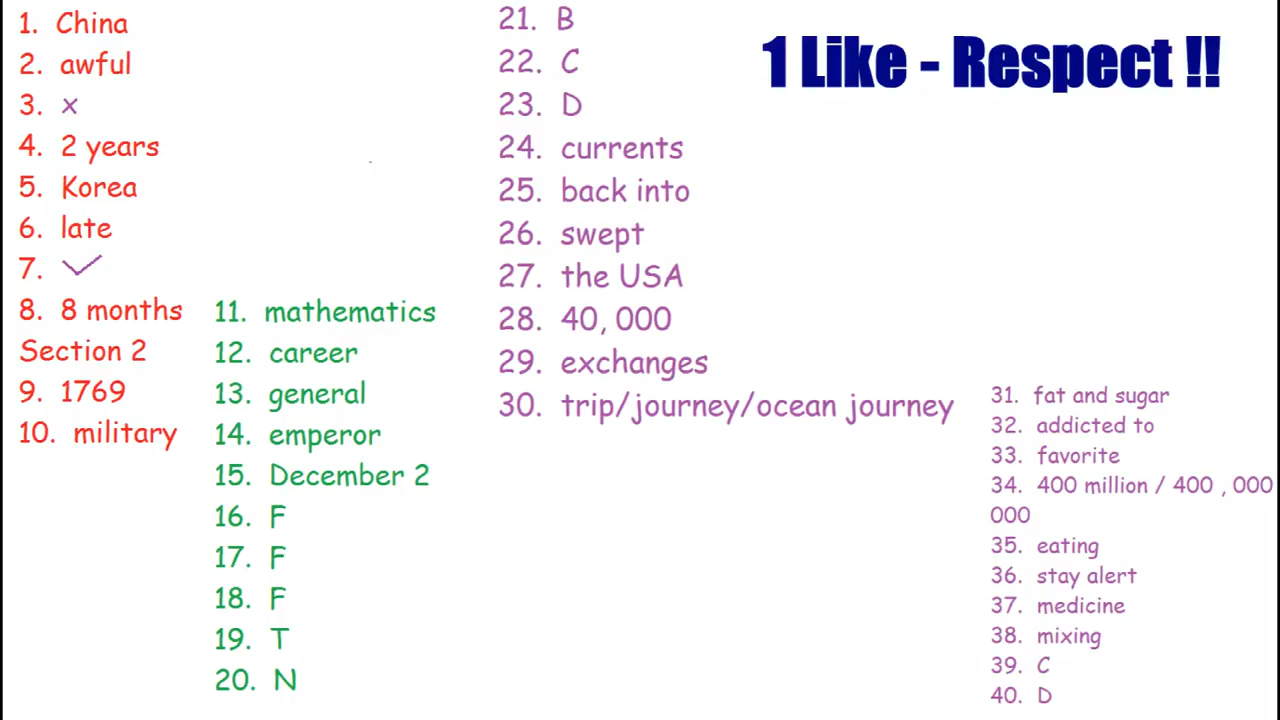 1. China
2. awful
3. x
4. 2 years
5. Korea
6. late
7. ✓
8. 8 months
Section 2
9. 1769
10. military
11. mathematics
12. career
13. general
14. emperor
15. December 2
16. F
17. F
18. F
19. T
20. N
21. B
22. C
23. D
24. currents
25. back into
26. swept
27. the USA
28. 40, 000
29. exchanges
30. trip/journey/ocean journey
1 Like - Respect !!
31. fat and sugar
32. addicted to
33. favorite
34. 400 million / 400 , 000
000
35. eating
36. stay alert
37. medicine
38. mixing
39. C
40. D